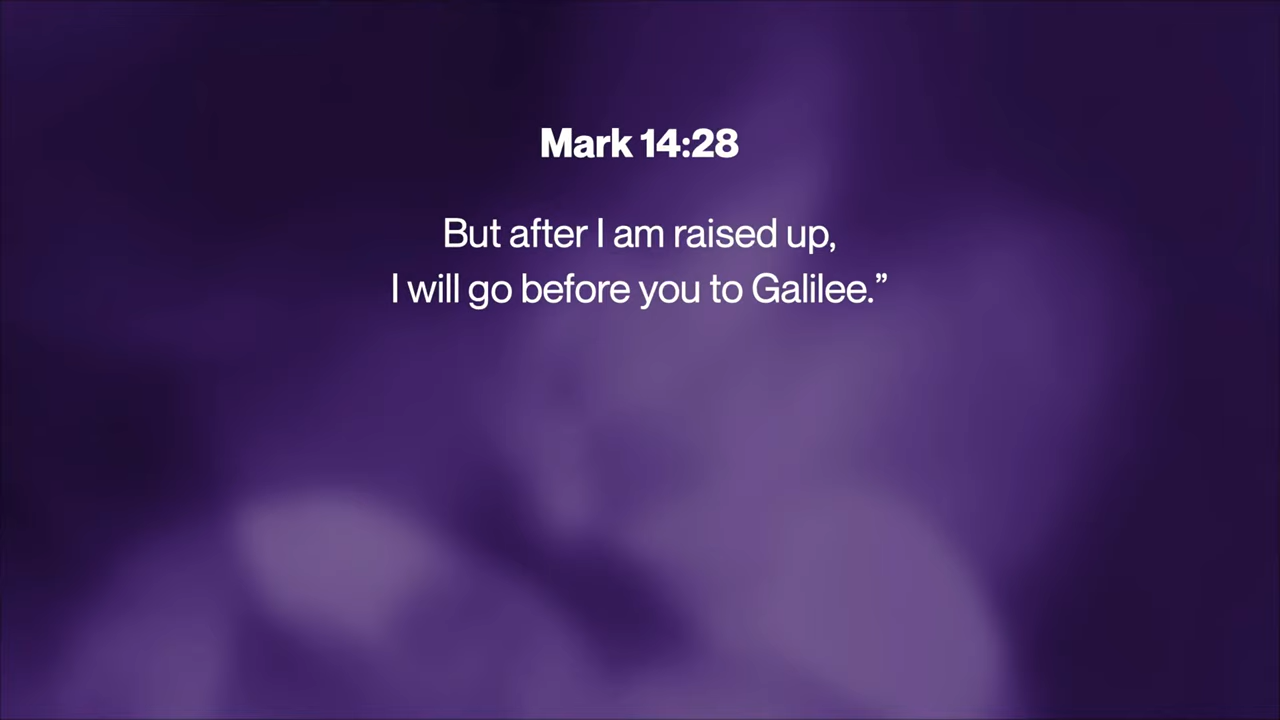 Mark 14:28
But after I am raised up,
I will go before you to Galilee.”